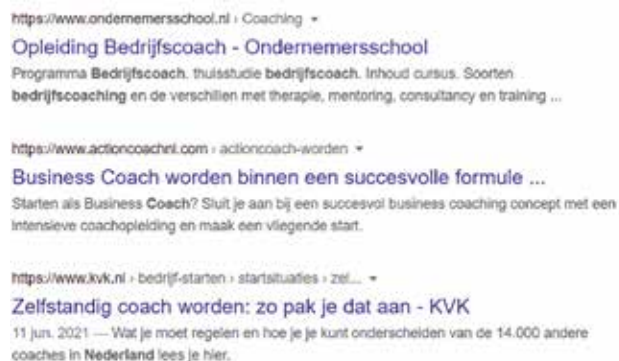 https://www.ondernemersschool.nl › Coaching
Opleiding Bedrijfscoach - Ondernemersschool
Programma Bedrijfscoach. thuisstudie bedrijfscoach. Inhoud cursus. Soorten
bedrijfscoaching en de verschillen met therapie, mentoring, consultancy en training ...
https://www.actioncoachnl.com › actioncoach-worden
Business Coach worden binnen een succesvolle formule ...
Starten als Business Coach? Sluit je aan bij een succesvol business coaching concept met een
intensieve coachopleiding en maak een vliegende start.
https://www.kvk.nl › bedrijf-starten › startsituaties › zel...
Zelfstandig coach worden: zo pak je dat aan - KVK
11 jun. 2021 — Wat je moet regelen en hoe je je kunt onderscheiden van de 14.000 andere
coaches in Nederland lees je hier.